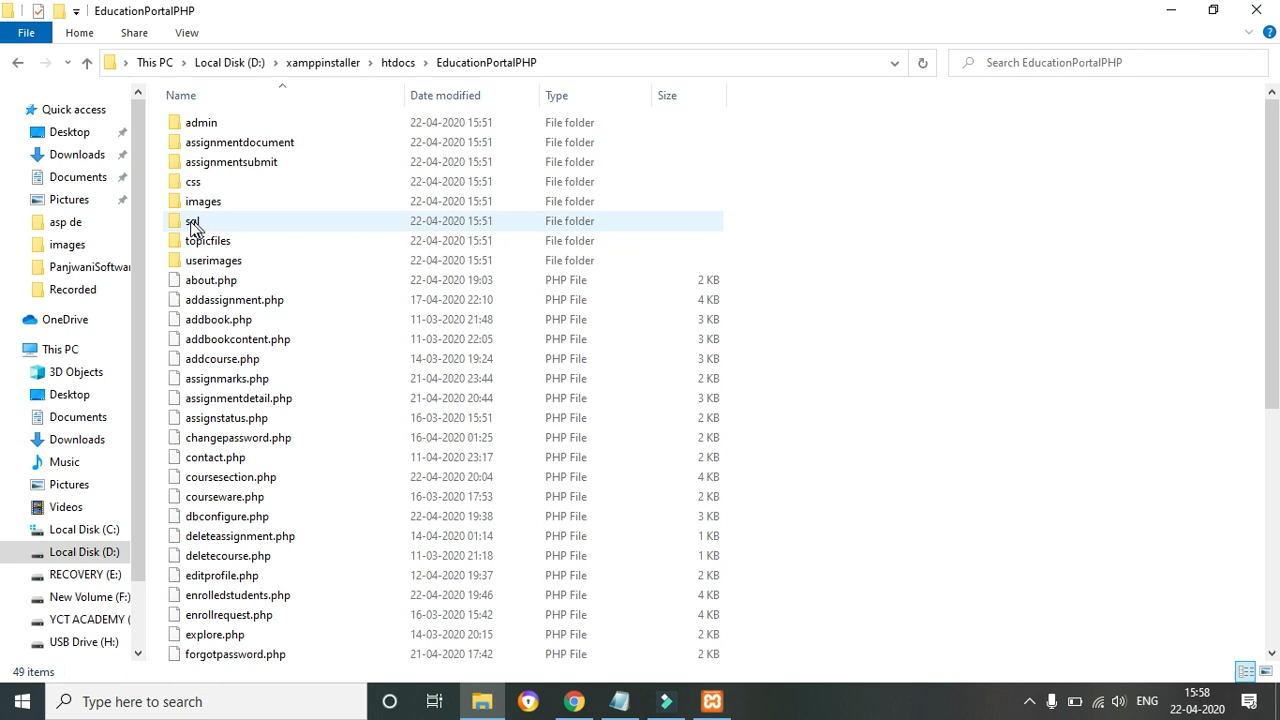 EducationPortalPHP
File Home Share View
This PC Local Disk (D:) xamppinstaller htdocs EducationPortalPHP Search EducationPortalPHP
Quick access
Desktop
Downloads
Documents
Pictures
asp de
images
PanjwaniSoftwar
Recorded
OneDrive
This PC
3D Objects
Desktop
Documents
Downloads
Music
Pictures
Videos
Local Disk (C:)
Local Disk (D:)
RECOVERY (E:)
New Volume (F:)
YCT ACADEMY (
USB Drive (H:)
Name Date modified Type Size
admin 22-04-2020 15:51 File folder
assignmentdocument 22-04-2020 15:51 File folder
assignmentsubmit 22-04-2020 15:51 File folder
css 22-04-2020 15:51 File folder
images 22-04-2020 15:51 File folder
sql 22-04-2020 15:51 File folder
topicfiles 22-04-2020 15:51 File folder
userimages 22-04-2020 15:51 File folder
about.php 22-04-2020 19:03 PHP File 2 KB
addassignment.php 17-04-2020 22:10 PHP File 4 KB
addbook.php 11-03-2020 21:48 PHP File 3 KB
addbookcontent.php 11-03-2020 22:05 PHP File 3 KB
addcourse.php 14-03-2020 19:24 PHP File 3 KB
assignmarks.php 21-04-2020 23:44 PHP File 2 KB
assignmentdetail.php 21-04-2020 20:44 PHP File 3 KB
assignstatus.php 16-03-2020 15:51 PHP File 2 KB
changepassword.php 16-04-2020 01:25 PHP File 2 KB
contact.php 11-04-2020 23:17 PHP File 2 KB
coursesection.php 22-04-2020 20:04 PHP File 4 KB
courseware.php 16-03-2020 17:53 PHP File 2 KB
dbconfigure.php 22-04-2020 19:38 PHP File 3 KB
deleteassignment.php 14-04-2020 01:14 PHP File 1 KB
deletecourse.php 11-03-2020 21:18 PHP File 1 KB
editprofile.php 12-04-2020 19:37 PHP File 2 KB
enrolledstudents.php 22-04-2020 19:46 PHP File 4 KB
enrollrequest.php 16-03-2020 15:42 PHP File 4 KB
explore.php 14-03-2020 20:15 PHP File 2 KB
forgotpassword.php 21-04-2020 17:42 PHP File 2 KB
49 items
Type here to search
ENG
15:58
22-04-2020